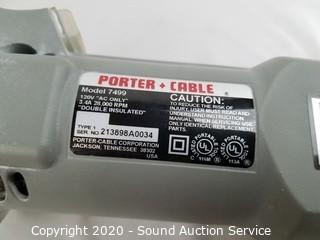 PORTER+CABLE®
Model 7499
120V "AC ONLY"
3.4A 28,000 RPM
"DOUBLE INSULATED"
TYPE 1
SER. NO. 213898A0034
PORTER-CABLE CORPORATION
JACKSON, TENNESSEE 38302
USA
CAUTION:
TO REDUCE THE RISK OF
INJURY, USER MUST READ
INSTRUCTION
MANUAL. WHEN SERVICING USE
ONLY IDENTICAL REPLACEMENT
PARTS.
114M
113A
Copyright © 2020 - Sound Auction Service